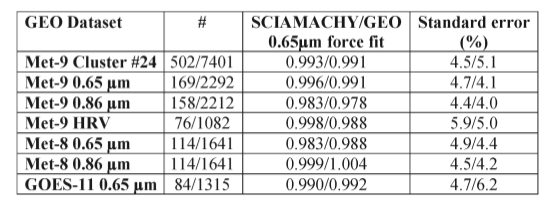 GEO Dataset # SCIAMACHY/GEO Standard error
0.65µm force fit (%)
Met-9 Cluster #24 502/7401 0.993/0.991 4.5/5.1
Met-9 0.65 µm 169/2292 0.996/0.991 4.7/4.1
Met-9 0.86 µm 158/2212 0.983/0.978 4.4/4.0
Met-9 HRV 76/1082 0.998/0.988 5.9/5.0
Met-8 0.65 µm 114/1641 0.983/0.988 4.9/4.4
Met-8 0.86 µm 114/1641 0.999/1.004 4.5/4.2
GOES-11 0.65 µm 84/1315 0.990/0.992 4.7/6.2